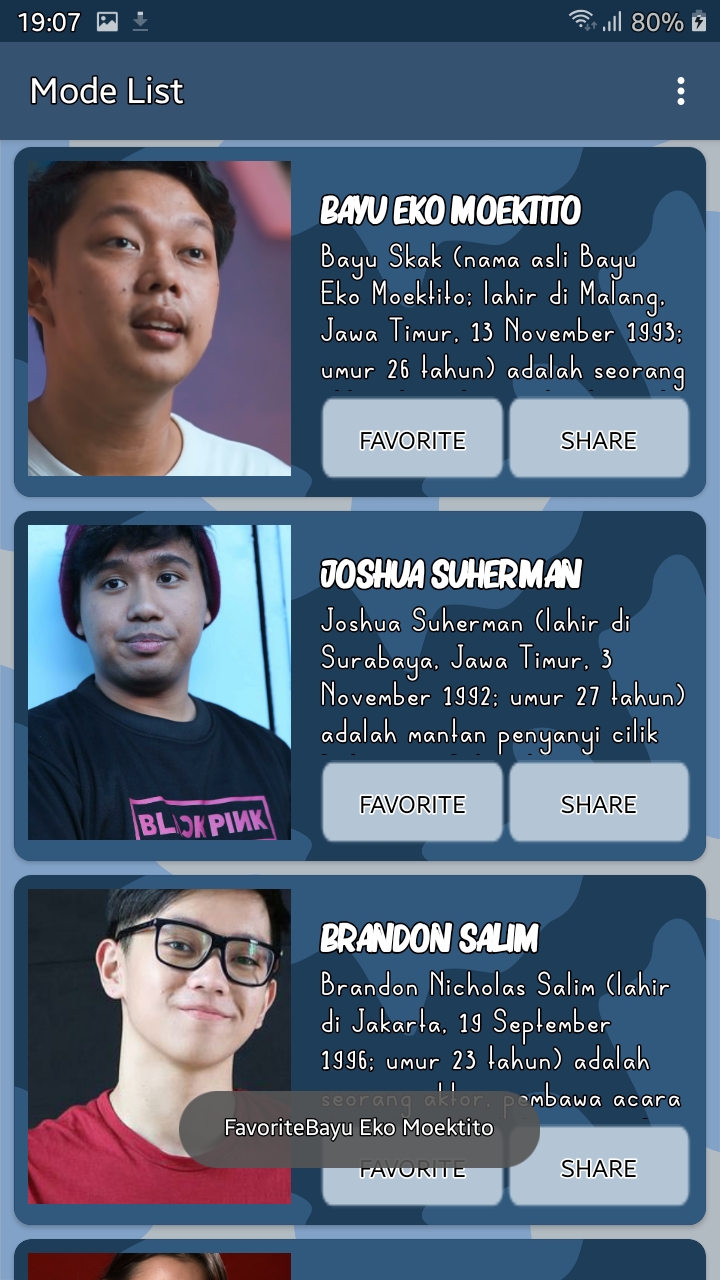 19:07
80%
Mode List
BAYU EKO MOEKTITO
Bayu Skak (nama asli Bayu
Eko Moektito; lahir di Malang,
Jawa Timur, 13 November 1993;
umur 26 tahun) adalah seorang
FAVORITE SHARE
JOSHUA SUHERMAN
Joshua Suherman (lahir di
Surabaya, Jawa Timur, 3
November 1992; umur 27 tahun)
adalah mantan penyanyi cilik
BLACKPINK
FAVORITE SHARE
BRANDON SALIM
Brandon Nicholas Salim (lahir
di Jakarta, 19 September
1996; umur 23 tahun) adalah
seorang aktor, pembawa acara
FavoriteBayu Eko Moektito
FAVORITE SHARE